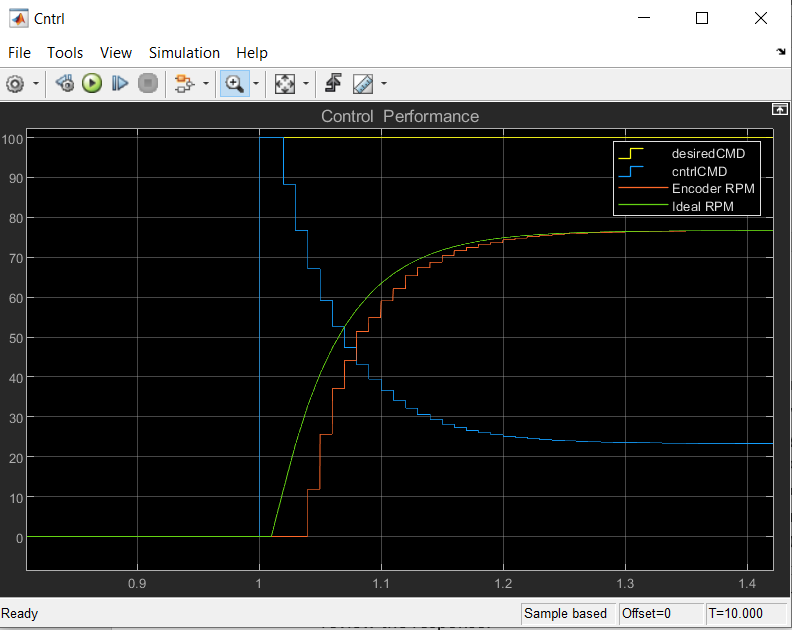 Cntrl
File Tools View Simulation Help
Control Performance
100
90
80
70
60
50
40
30
20
10
0
desiredCMD
cntrlCMD
Encoder RPM
Ideal RPM
0.9 1 1.1 1.2 1.3 1.4
Ready Sample based Offset=0 T=10.000